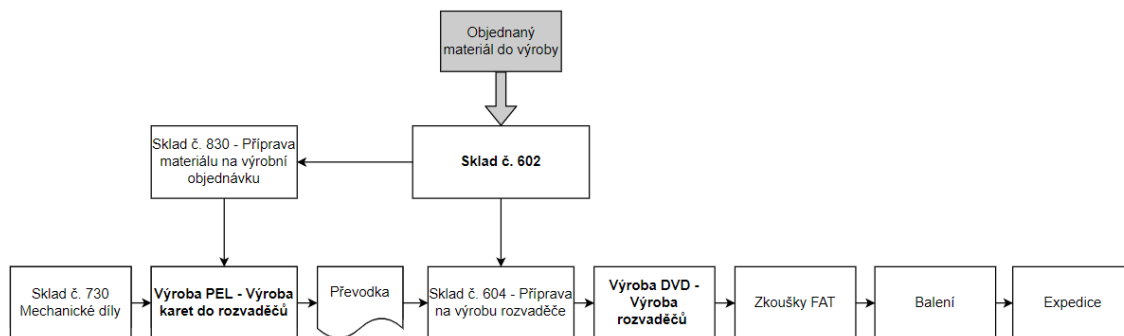 Objednaný
materiál do výroby
Sklad č. 830 - Příprava
materiálu na výrobní
objednávku
Sklad č. 602
Sklad č. 730
Mechanické díly
Výroba PEL - Výroba
karet do rozvaděčů
Převodka
Sklad č. 604 - Příprava
na výrobu rozvaděče
Výroba DVD -
Výroba
rozvaděčů
Zkoušky FAT
Balení
Expedice